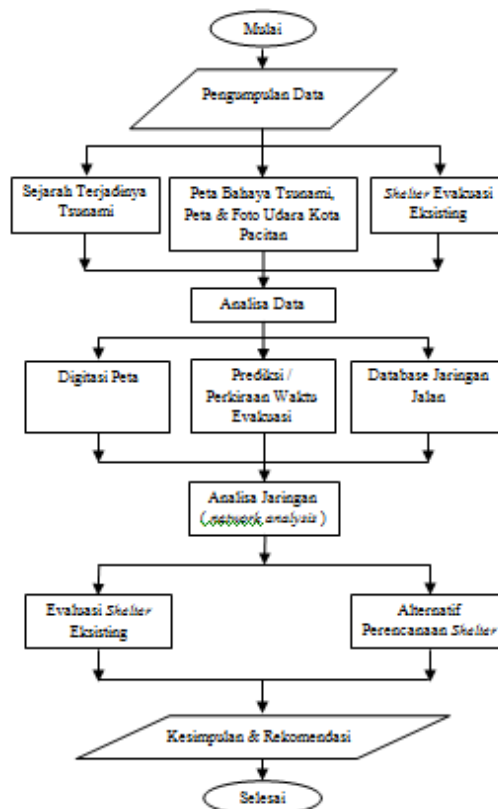 Mulai
Pengumpulan Data
Sejarah Terjadinya
Tsunami
Peta Bahaya Tsunami,
Peta & Foto Udara Kota
Pacitan
Shelter Evakuasi
Eksisting
Analisa Data
Digitasi Peta
Prediksi /
Perkiraan Waktu
Evakuasi
Database Jaringan
Jalan
Analisa Jaringan
( network analysis )
Evaluasi Shelter
Eksisting
Alternatif
Perencanaan Shelter
Kesimpulan & Rekomendasi
Selesai